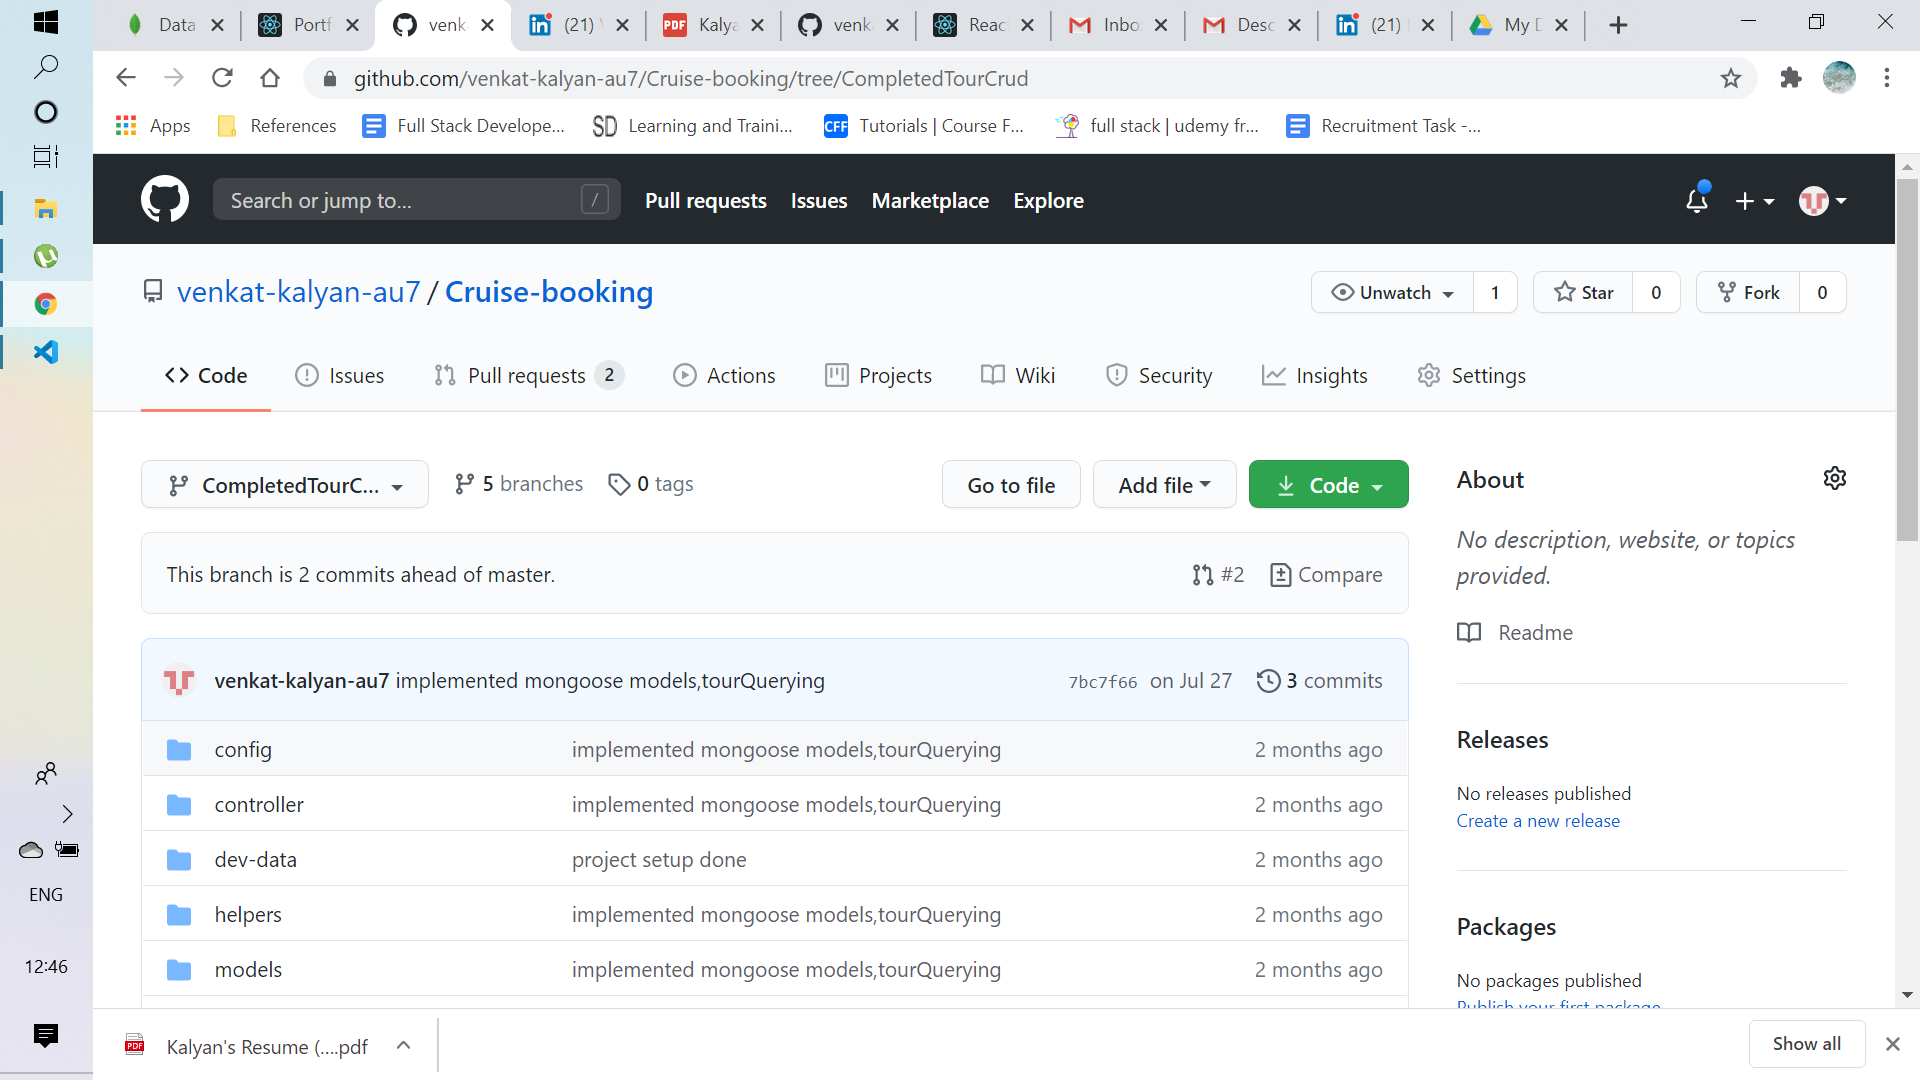 Data
Portf
venk
(21)
Kalya
venk
Reac
Inbo
Desc
(21)
My D
github.com/venkat-kalyan-au7/Cruise-booking/tree/CompletedTourCrud
Apps
References
Full Stack Develope...
SD
Learning and Traini...
CFF
Tutorials | Course F...
full stack | udemy fr...
Recruitment Task -...
Search or jump to...
/
Pull requests
Issues
Marketplace
Explore
venkat-kalyan-au7 / Cruise-booking
Unwatch 1
Star 0
Fork 0
Code
Issues
Pull requests 2
Actions
Projects
Wiki
Security
Insights
Settings
CompletedTourC...
5 branches
0 tags
Go to file
Add file
Code
This branch is 2 commits ahead of master.
#2
Compare
venkat-kalyan-au7 implemented mongoose models,tourQuerying 7bc7f66 on Jul 27 3 commits
config implemented mongoose models,tourQuerying 2 months ago
controller implemented mongoose models,tourQuerying 2 months ago
dev-data project setup done 2 months ago
helpers implemented mongoose models,tourQuerying 2 months ago
models implemented mongoose models,tourQuerying 2 months ago
About
No description, website, or topics
provided.
Readme
Releases
No releases published
Create a new release
Packages
No packages published
Publish your first package
ENG
12:46
PDF
Kalyan's Resume (....pdf
Show all